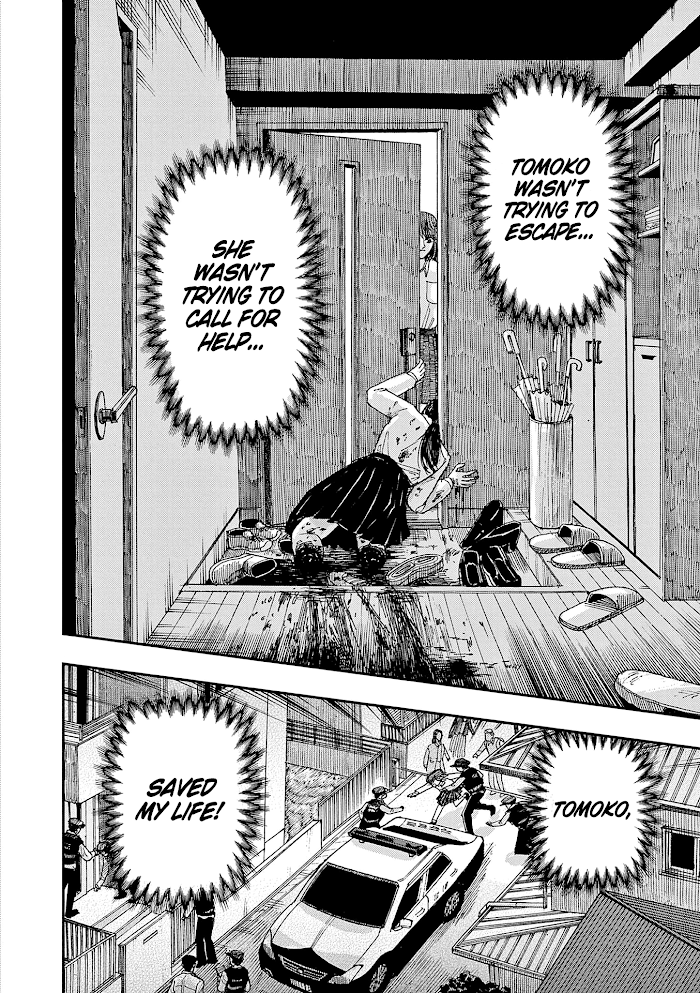 TOMOKO
WASN'T
TRYING TO
ESCAPE...
SHE
WASN'T
TRYING TO
CALL FOR
HELP...
TOMOKO,
SAVED
MY LIFE!